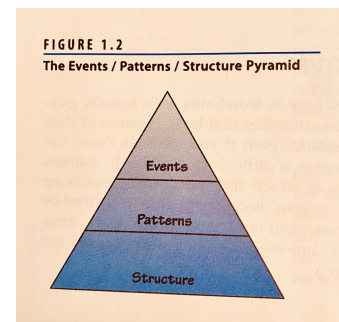 FIGURE 1.2
The Events / Patterns / Structure Pyramid
Events
Patterns
Structure